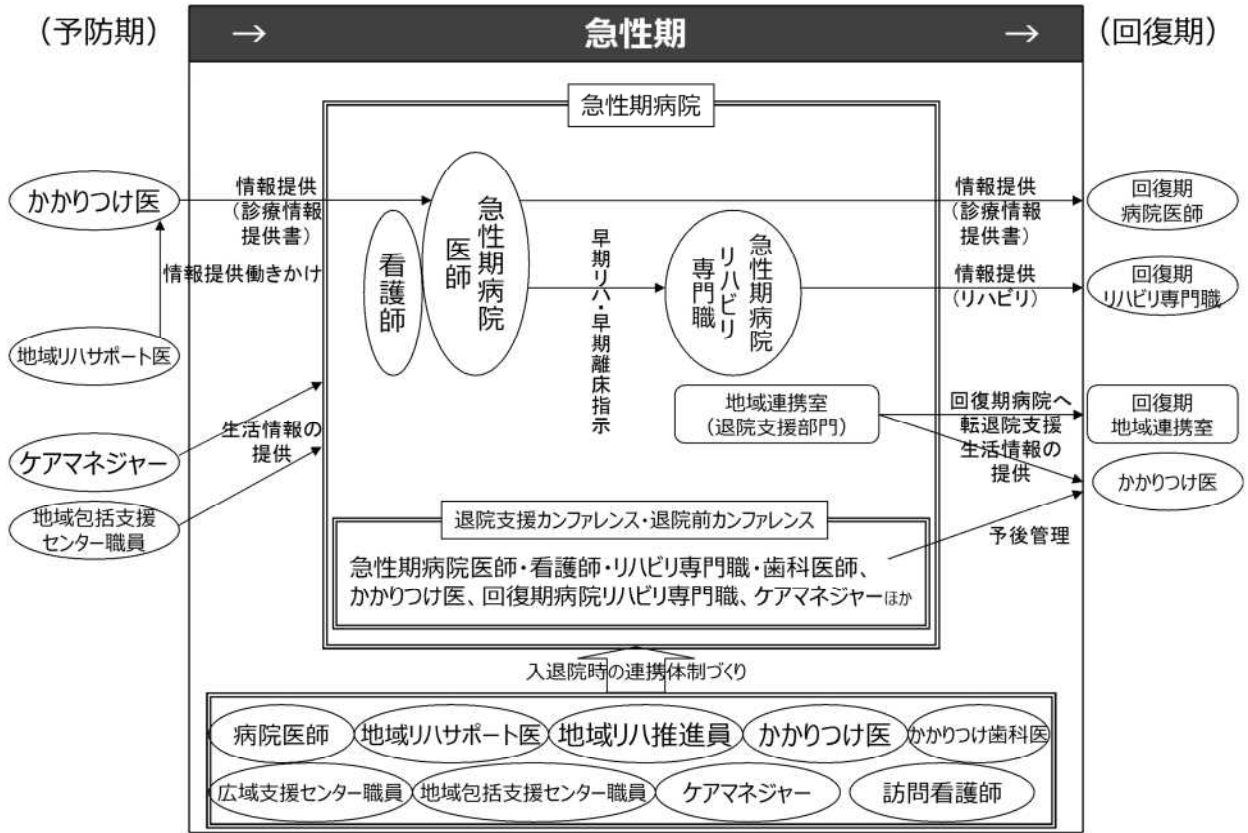 (予防期)
→ 急性期 →
(回復期)
急性期病院
かかりつけ医
情報提供
(診療情報
提供書)
看護師
急性期病院
医師
早期リハ・早期離床指示
急性期病院
リハビリ
専門職
情報提供
(診療情報
提供書)
回復期
病院医師
情報提供働きかけ
情報提供
(リハビリ)
回復期
リハビリ専門職
地域リハサポート医
地域連携室
(退院支援部門)
回復期病院へ
転退院支援
生活情報の
提供
回復期
地域連携室
ケアマネジャー
生活情報の
提供
かかりつけ医
地域包括支援
センター職員
退院支援カンファレンス・退院前カンファレンス
予後管理
急性期病院医師・看護師・リハビリ専門職・歯科医師、
かかりつけ医、回復期病院リハビリ専門職、ケアマネジャーほか
入退院時の連携体制づくり
病院医師 地域リハサポート医 地域リハ推進員 かかりつけ医 かかりつけ歯科医
広域支援センター職員 地域包括支援センター職員 ケアマネジャー 訪問看護師